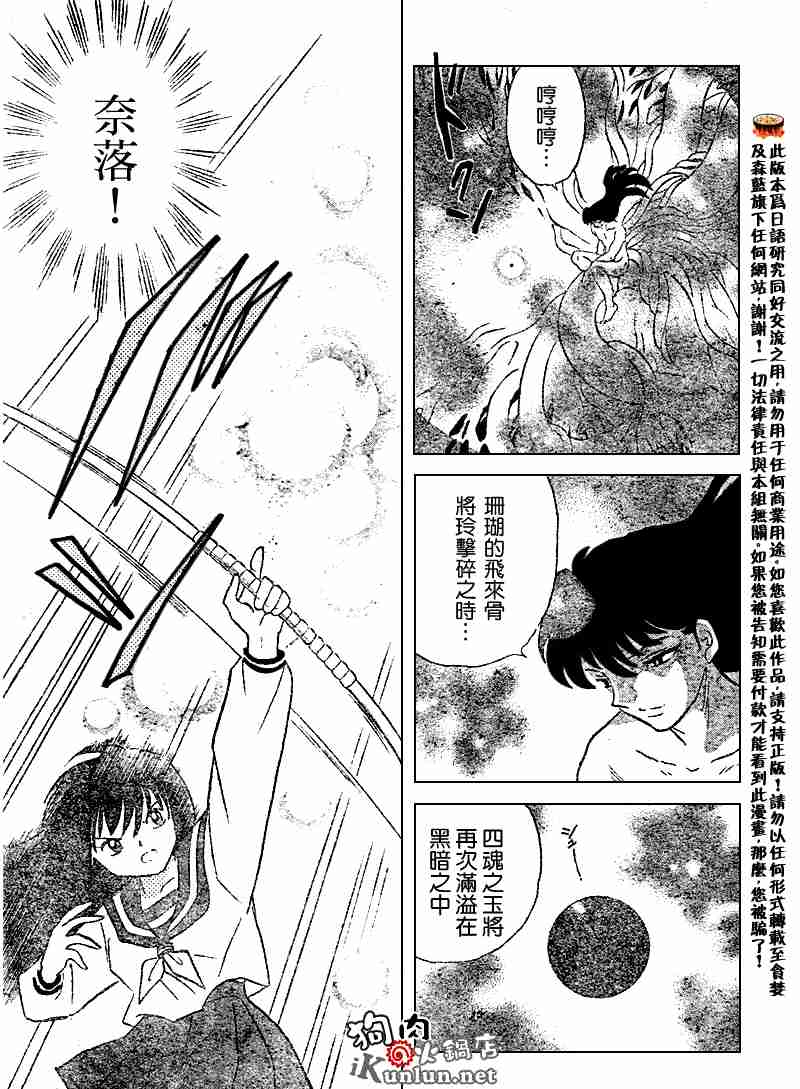 哼哼哼…
珊瑚的飛來骨
將玲擊碎之時…
四魂之玉將
再次滿溢在
黑暗之中
奈落！
此版本爲日語研究同好交流之用，請勿用于任何商業用途。如您喜歡此作品，請支持正版！請勿以任何形式轉載至食夢
及森藍旗下任何網站，謝謝！一切法律責任與本組無關。如果您被告知需要付款才能看到此漫畫，那麼，您被騙了！
狗肉
火鍋店
iKunlun.net